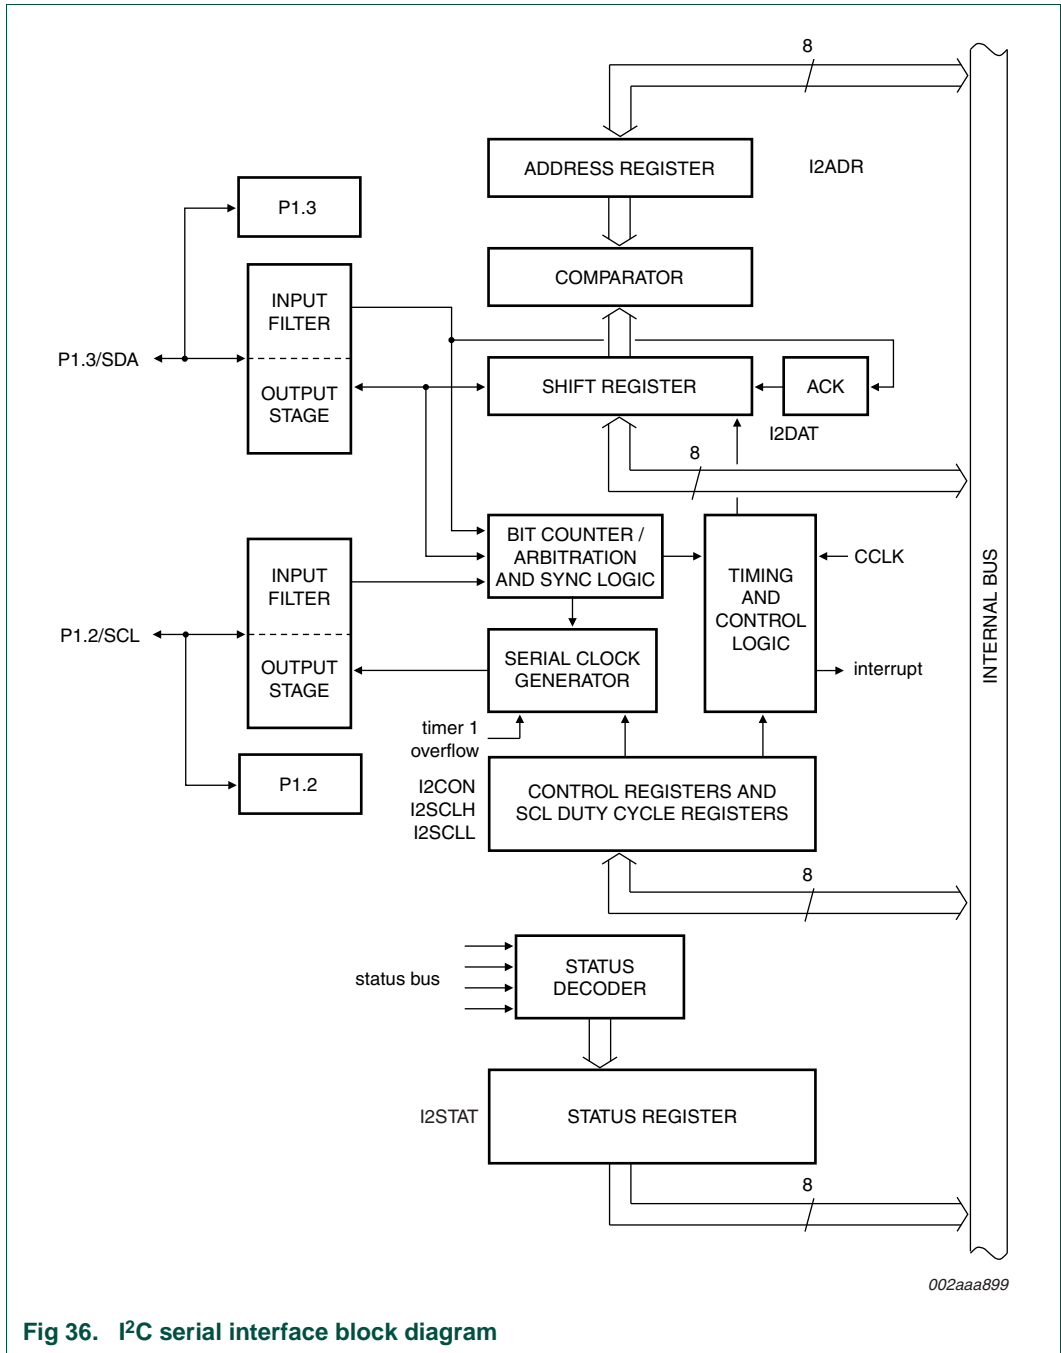 8
ADDRESS REGISTER
I2ADR
P1.3
COMPARATOR
INPUT
FILTER
P1.3/SDA
OUTPUT
STAGE
SHIFT REGISTER
ACK
I2DAT
8
BIT COUNTER /
ARBITRATION
AND SYNC LOGIC
INPUT
FILTER
TIMING
AND
CONTROL
LOGIC
CCLK
INTERNAL BUS
P1.2/SCL
OUTPUT
STAGE
SERIAL CLOCK
GENERATOR
interrupt
timer 1
overflow
P1.2
I2CON
I2SCLH
I2SCLL
CONTROL REGISTERS AND
SCL DUTY CYCLE REGISTERS
8
status bus
STATUS
DECODER
I2STAT
STATUS REGISTER
8
002aaa899
Fig 36. I²C serial interface block diagram